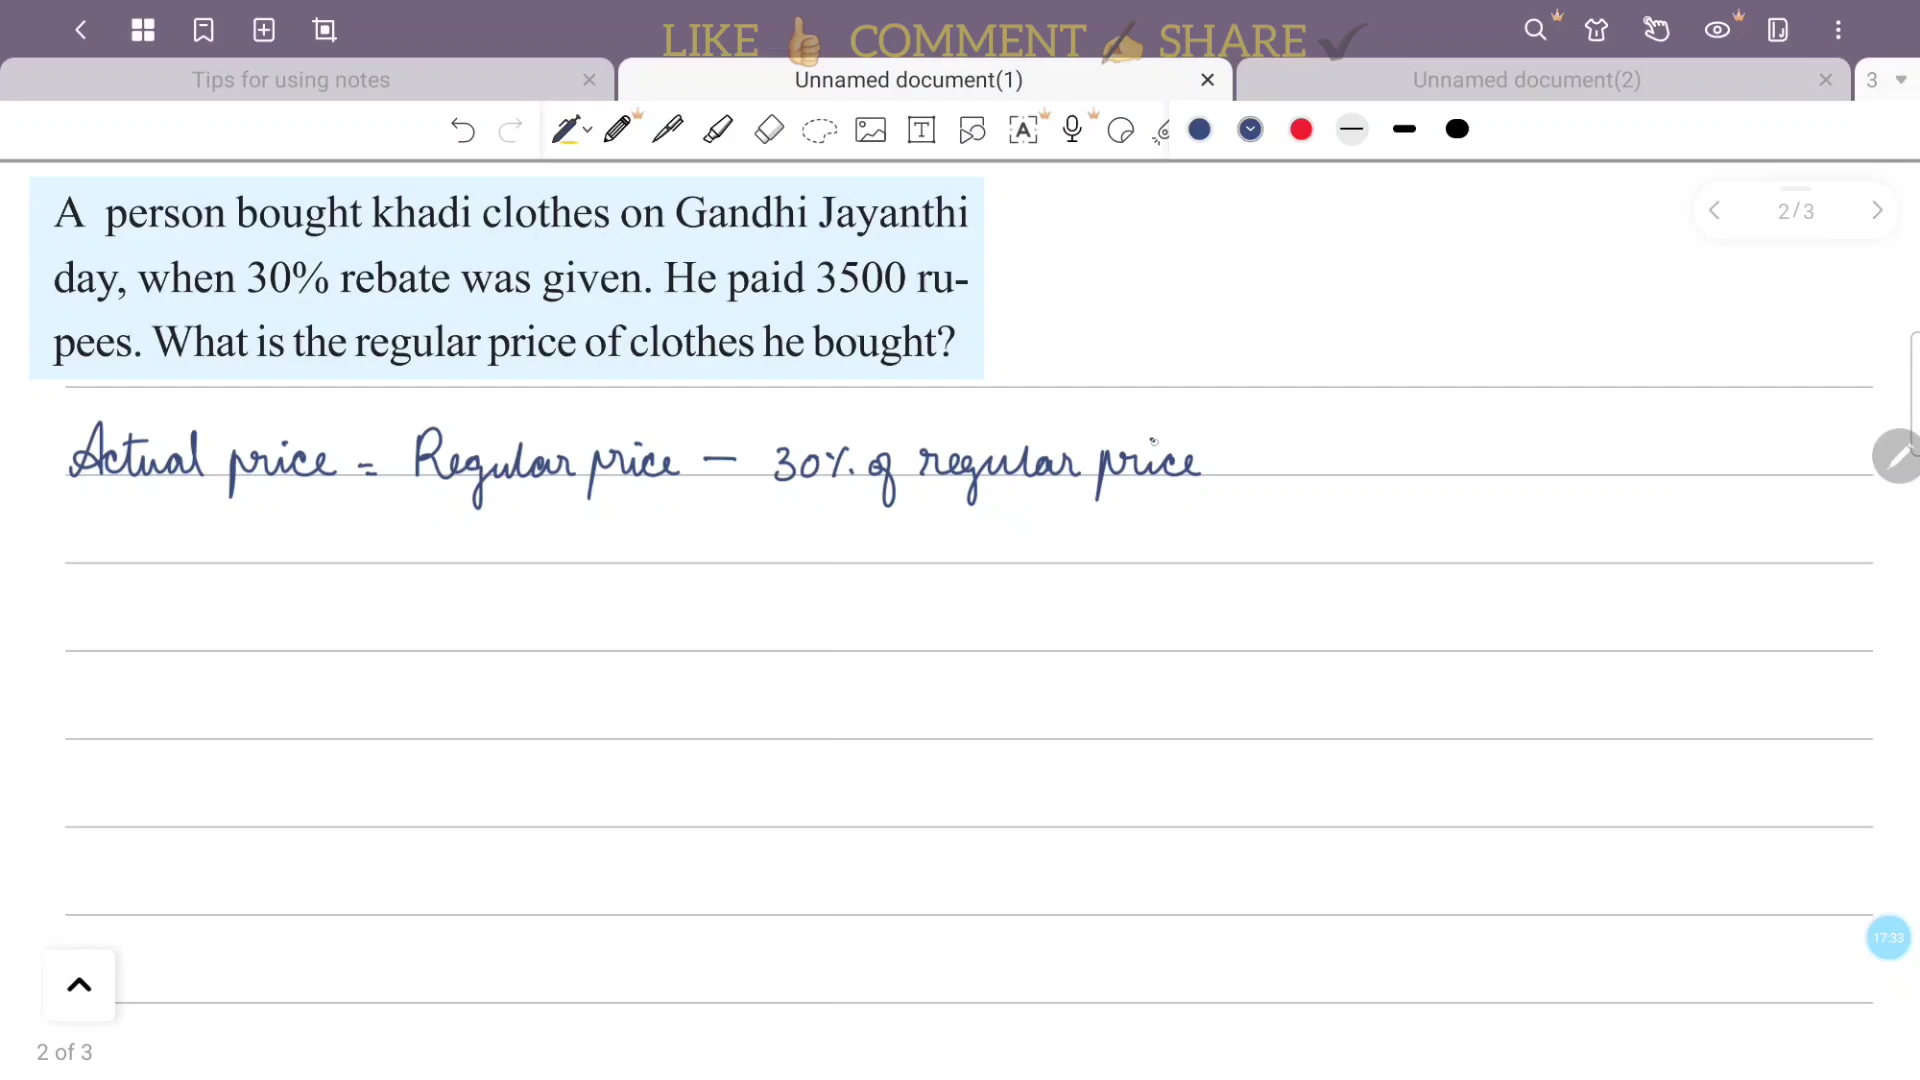 LIKE 👍 COMMENT ✍ SHARE ✔
Tips for using notes
Unnamed document(1)
Unnamed document(2)
3
A person bought khadi clothes on Gandhi Jayanthi
day, when 30% rebate was given. He paid 3500 ru-
pees. What is the regular price of clothes he bought?
2/3
Actual price = Regular price — 30% of regular price
17:33
2 of 3